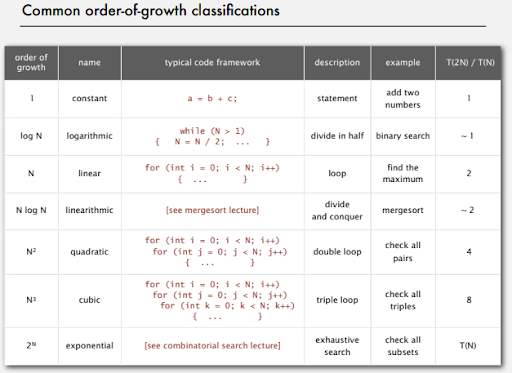 Common order-of-growth classifications
order of growth name typical code framework description example T(2N) / T(N)
1 constant a = b + c; statement add two numbers 1
log N logarithmic while (N > 1)
{ N = N / 2; ... } divide in half binary search ~ 1
N linear for (int i = 0; i < N; i++)
{ ... } loop find the maximum 2
N log N linearithmic [see mergesort lecture] divide and conquer mergesort ~ 2
N² quadratic for (int i = 0; i < N; i++)
for (int j = 0; j < N; j++)
{ ... } double loop check all pairs 4
N³ cubic for (int i = 0; i < N; i++)
for (int j = 0; j < N; j++)
for (int k = 0; k < N; k++)
{ ... } triple loop check all triples 8
2ᴺ exponential [see combinatorial search lecture] exhaustive search check all subsets T(N)